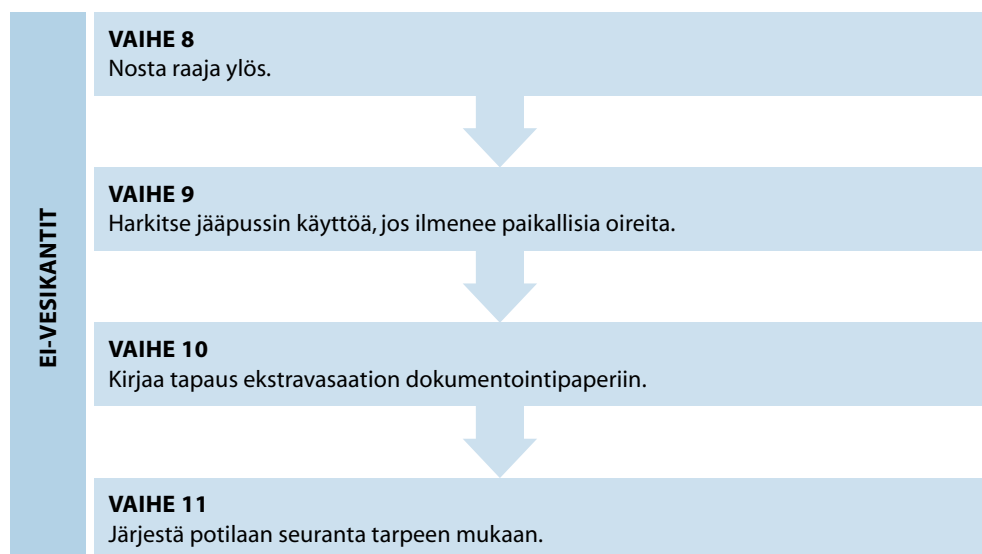 EI-VESIKANTIT
VAIHE 8
Nosta raaja ylös.
VAIHE 9
Harkitse jääpussin käyttöä, jos ilmenee paikallisia oireita.
VAIHE 10
Kirjaa tapaus ekstravasaation dokumentointipaperiin.
VAIHE 11
Järjestä potilaan seuranta tarpeen mukaan.